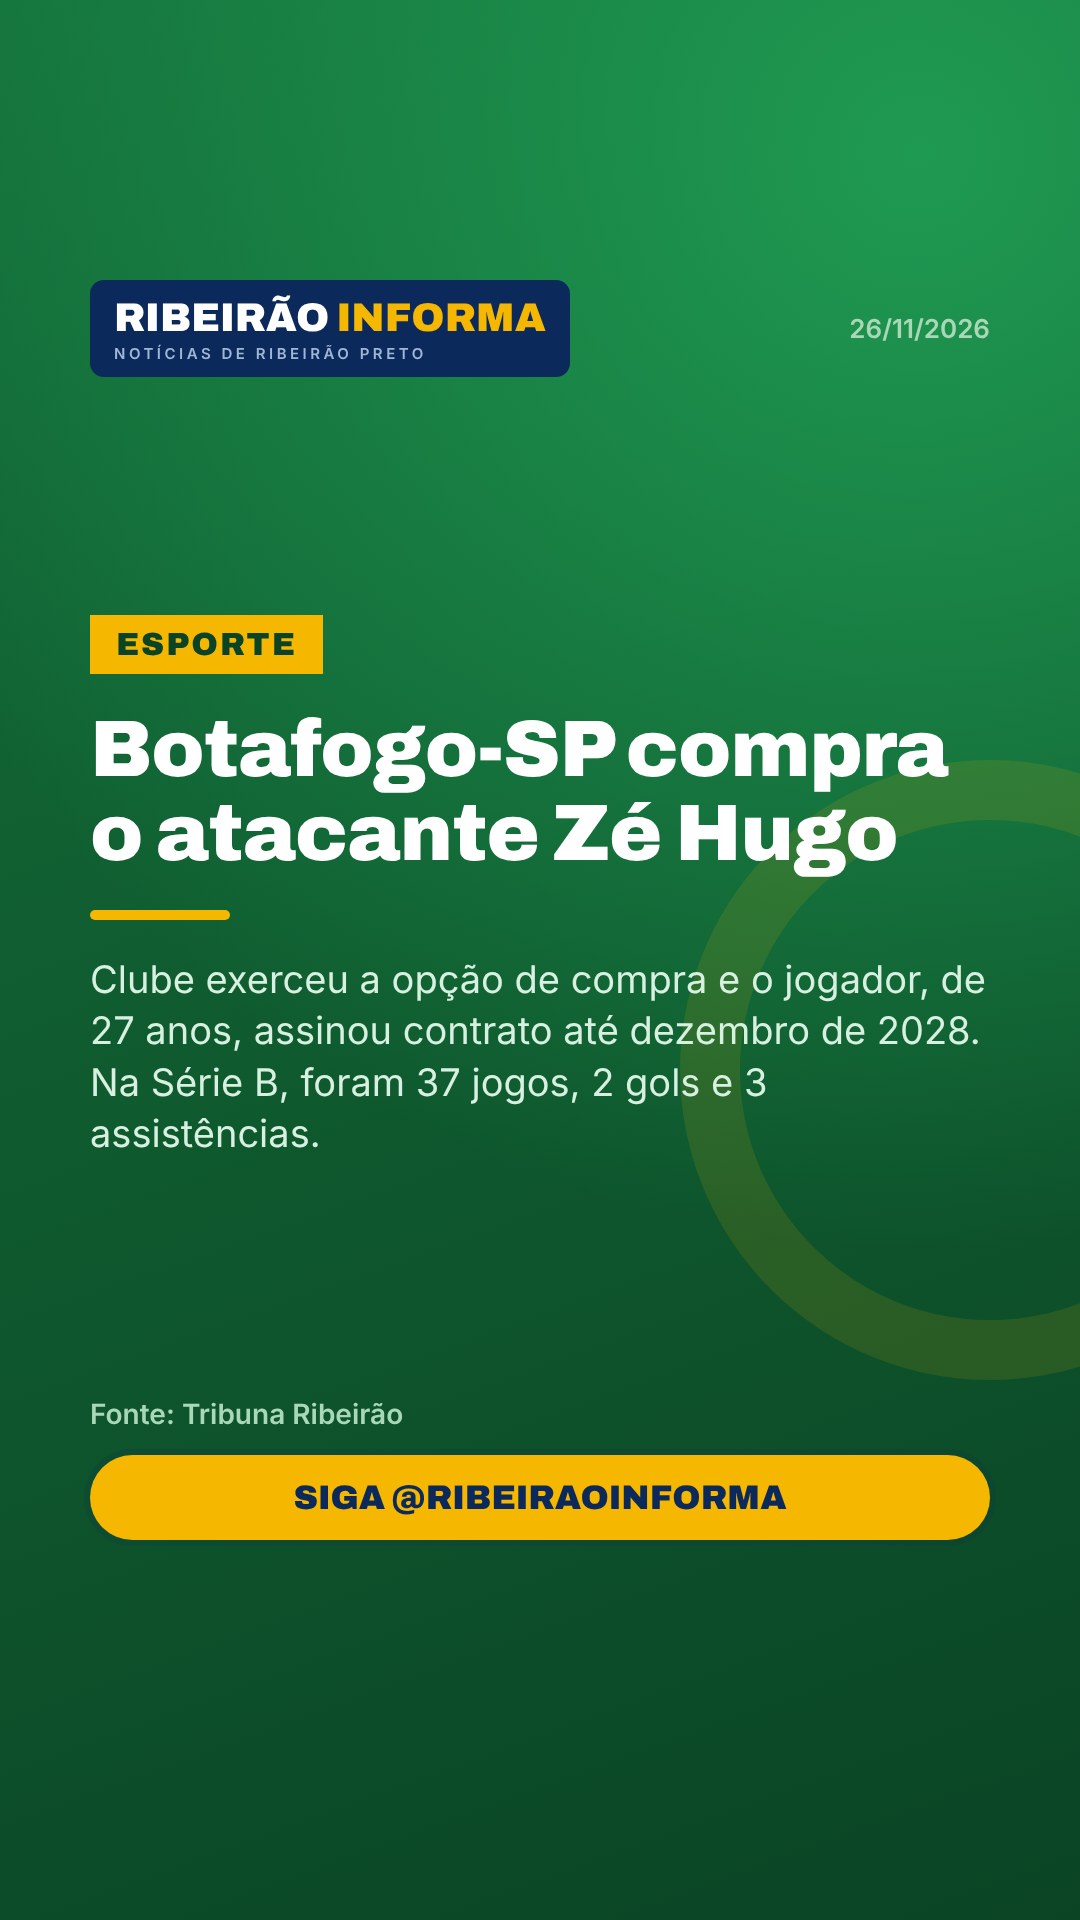 RIBEIRÃO INFORMA
NOTÍCIAS DE RIBEIRÃO PRETO
26/11/2026
ESPORTE
Botafogo-SP compra
o atacante Zé Hugo
Clube exerceu a opção de compra e o jogador, de
27 anos, assinou contrato até dezembro de 2028.
Na Série B, foram 37 jogos, 2 gols e 3
assistências.
Fonte: Tribuna Ribeirão
SIGA @RIBEIRAOINFORMA